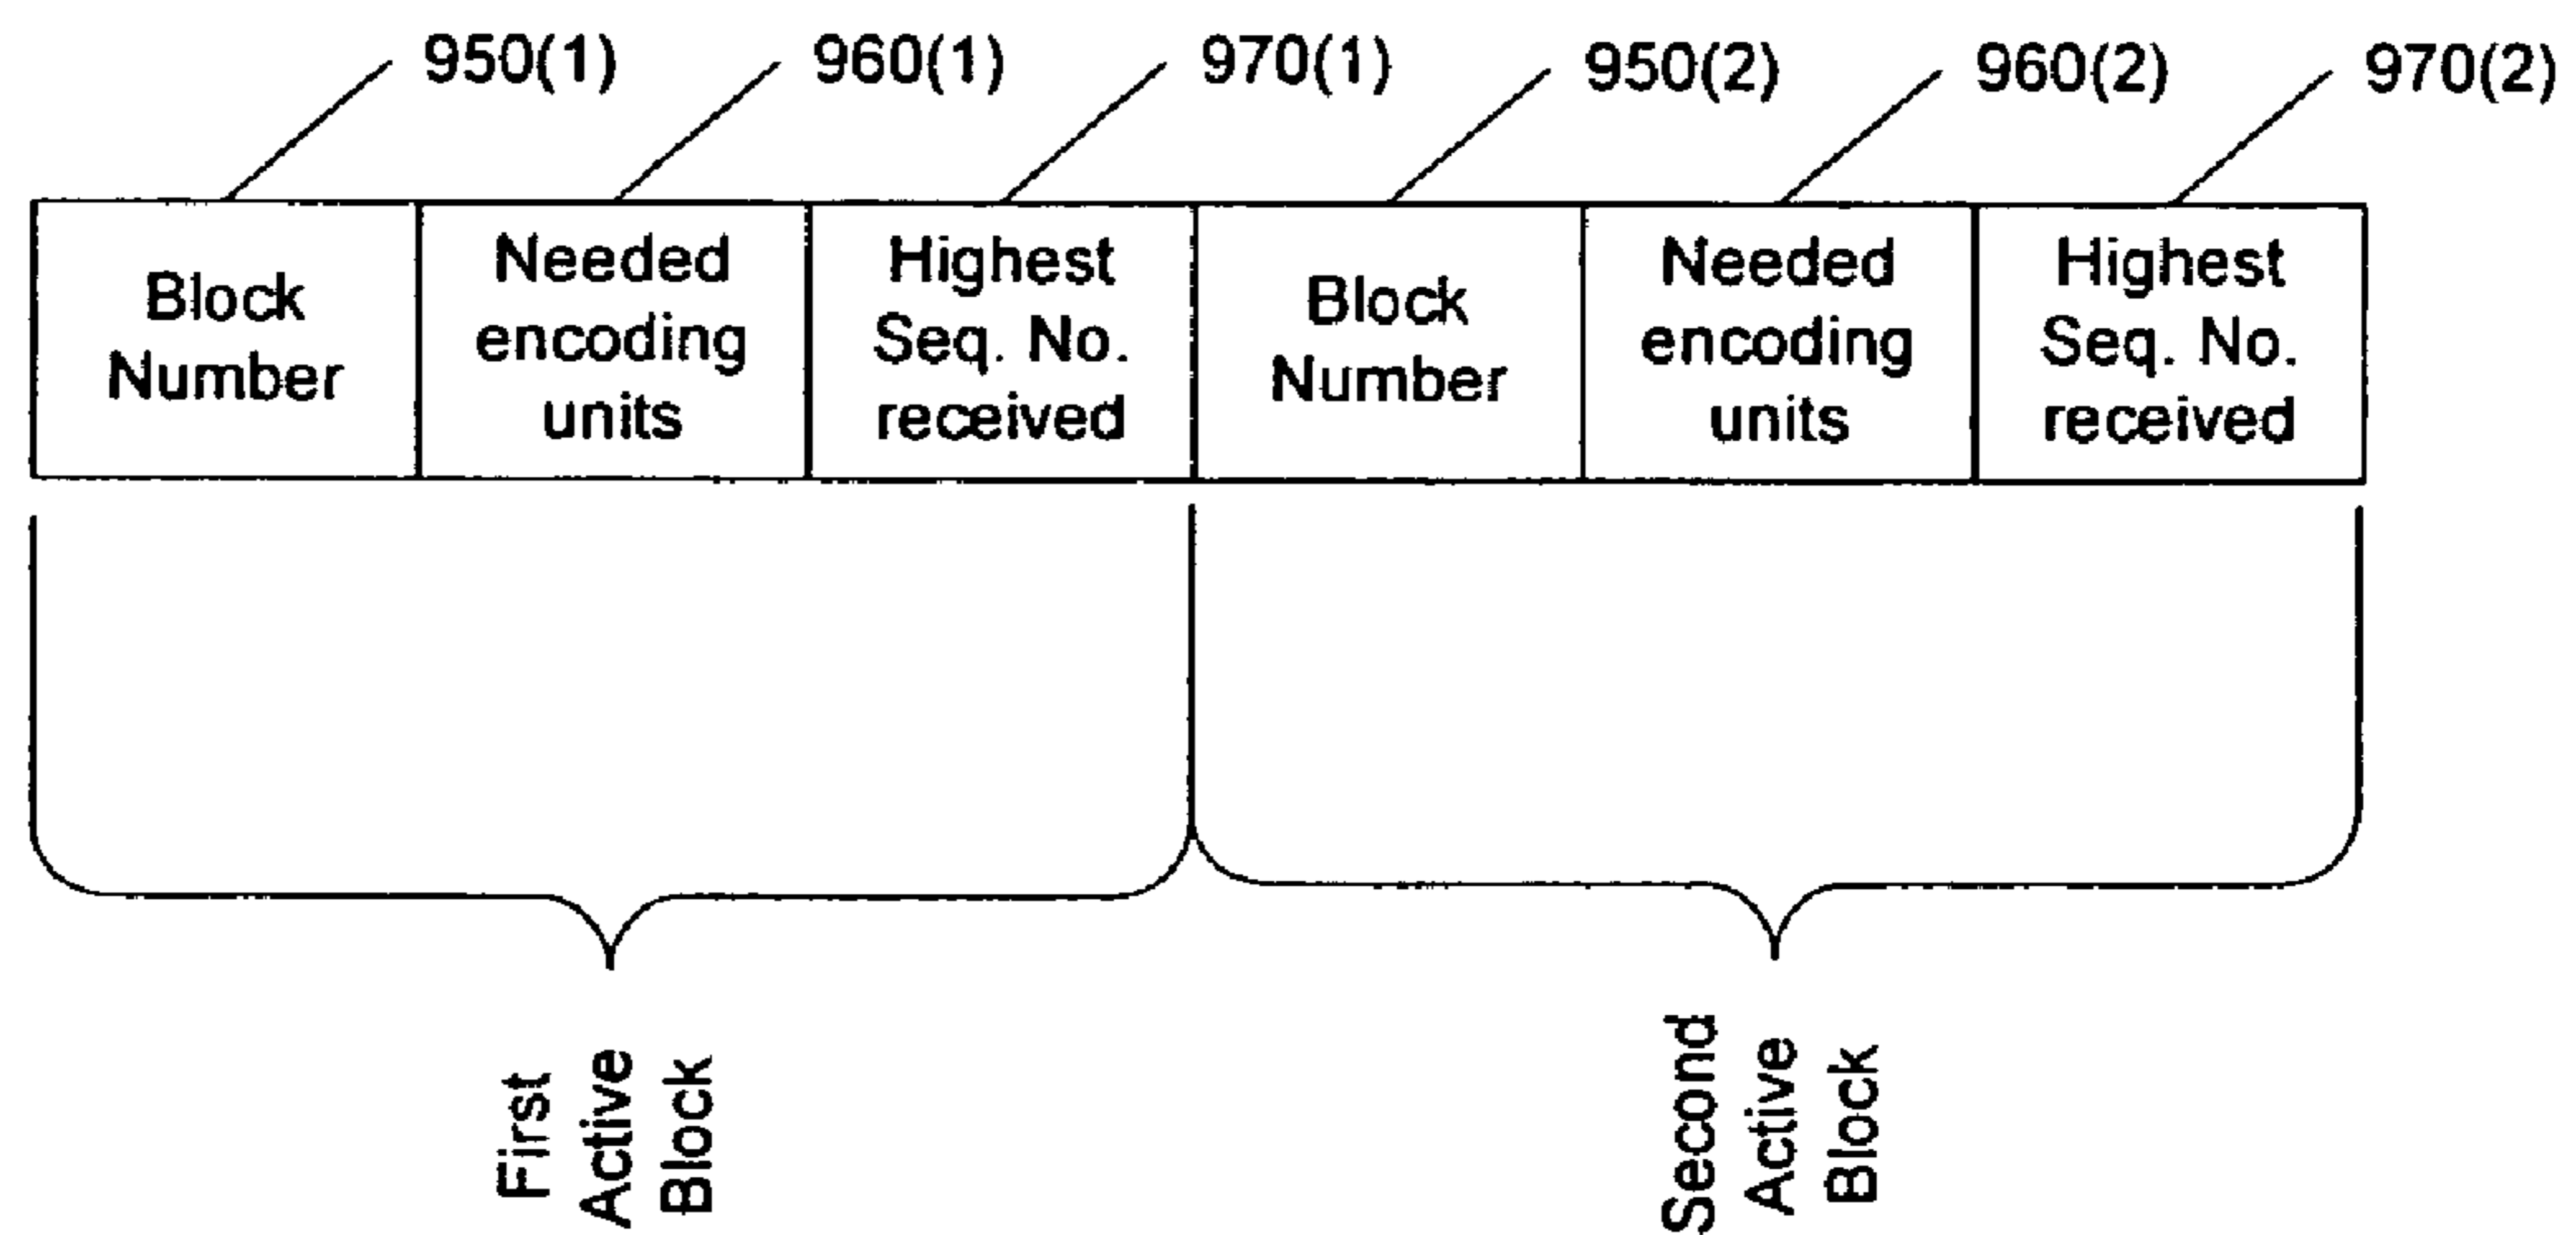 950(1)
960(1)
970(1)
950(2)
960(2)
970(2)
Block
Number
Needed
encoding
units
Highest
Seq. No.
received
Block
Number
Needed
encoding
units
Highest
Seq. No.
received
First
Active
Block
Second
Active
Block